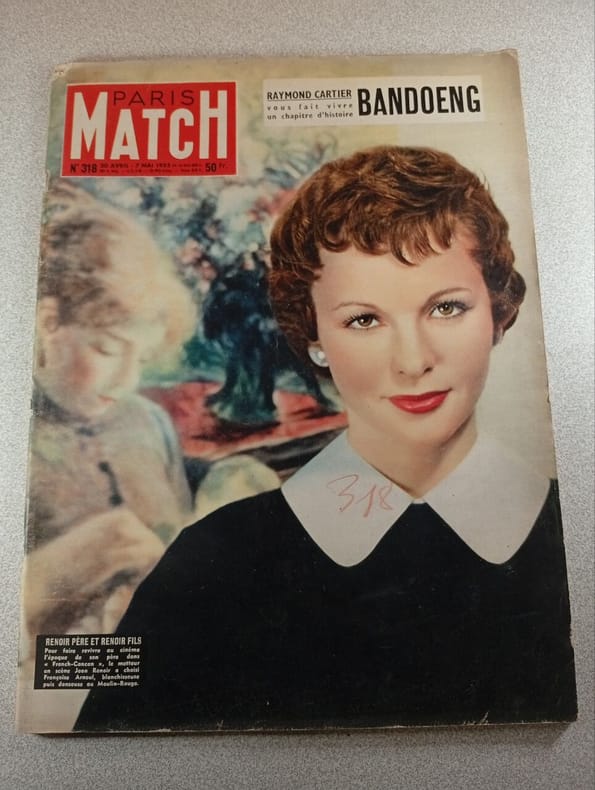 PARIS
MATCH
N° 318 30 AVRIL - 7 MAI 1955
50 Fr.
RAYMOND CARTIER
vous fait vivre
un chapitre d'histoire
BANDOENG
318
RENOIR PÈRE ET RENOIR FILS
Pour faire revivre au cinéma
l'époque de son père dans
« French-Cancan », le metteur
en scène Jean Renoir a choisi
Françoise Arnoul, blanchisseuse
puis danseuse au Moulin-Rouge.